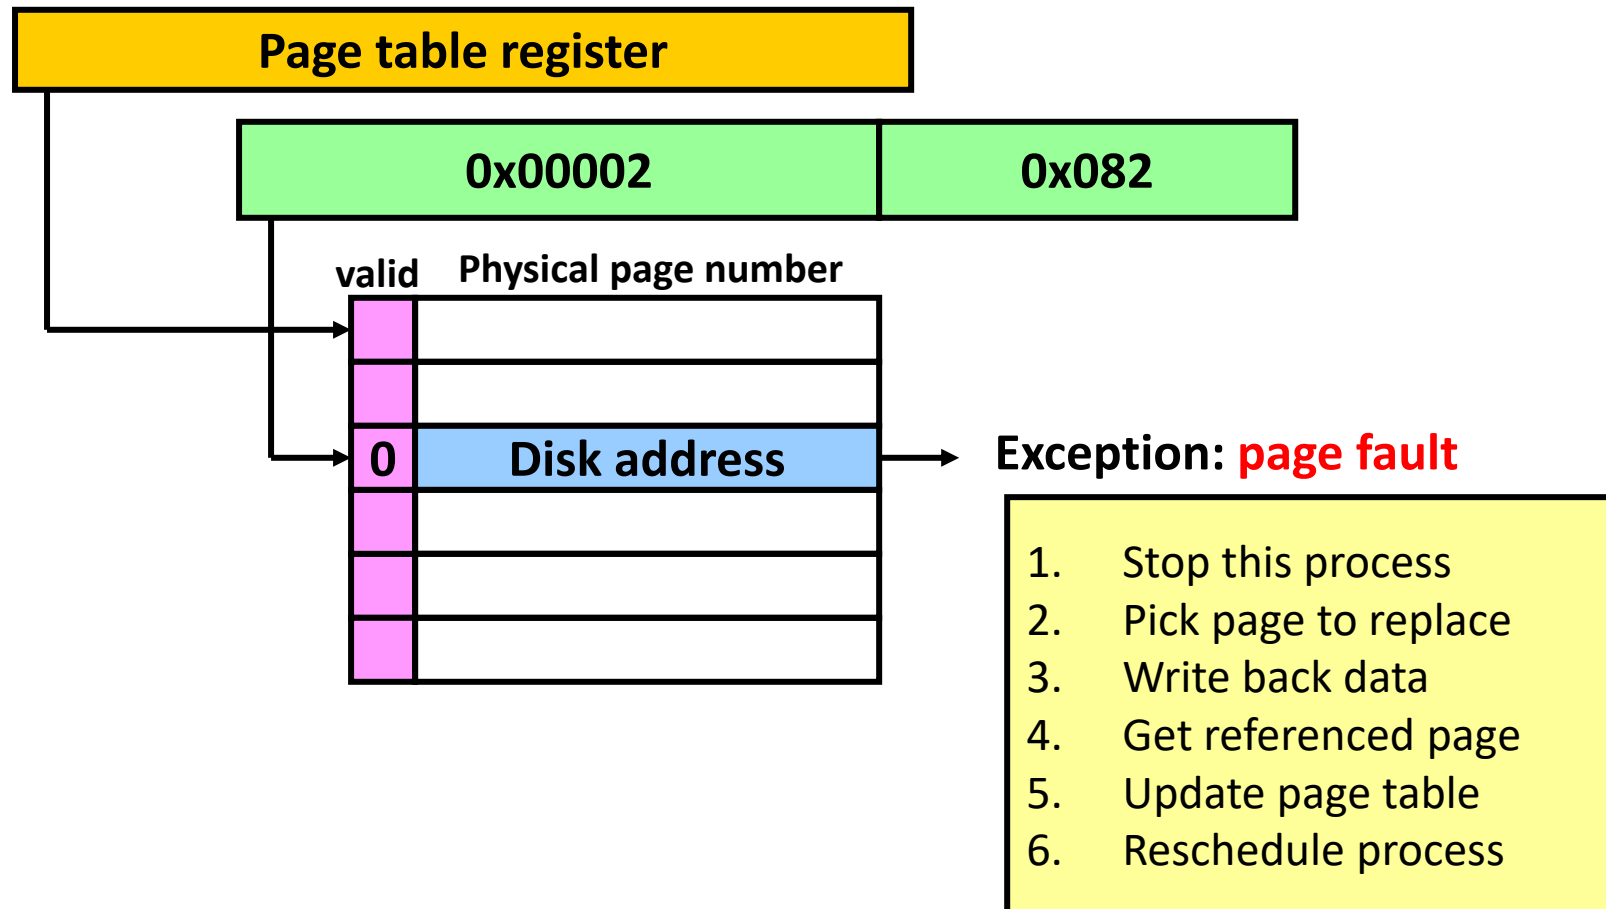 Page table register
0x00002 0x082
valid Physical page number
0 Disk address
Exception: page fault
1. Stop this process
2. Pick page to replace
3. Write back data
4. Get referenced page
5. Update page table
6. Reschedule process